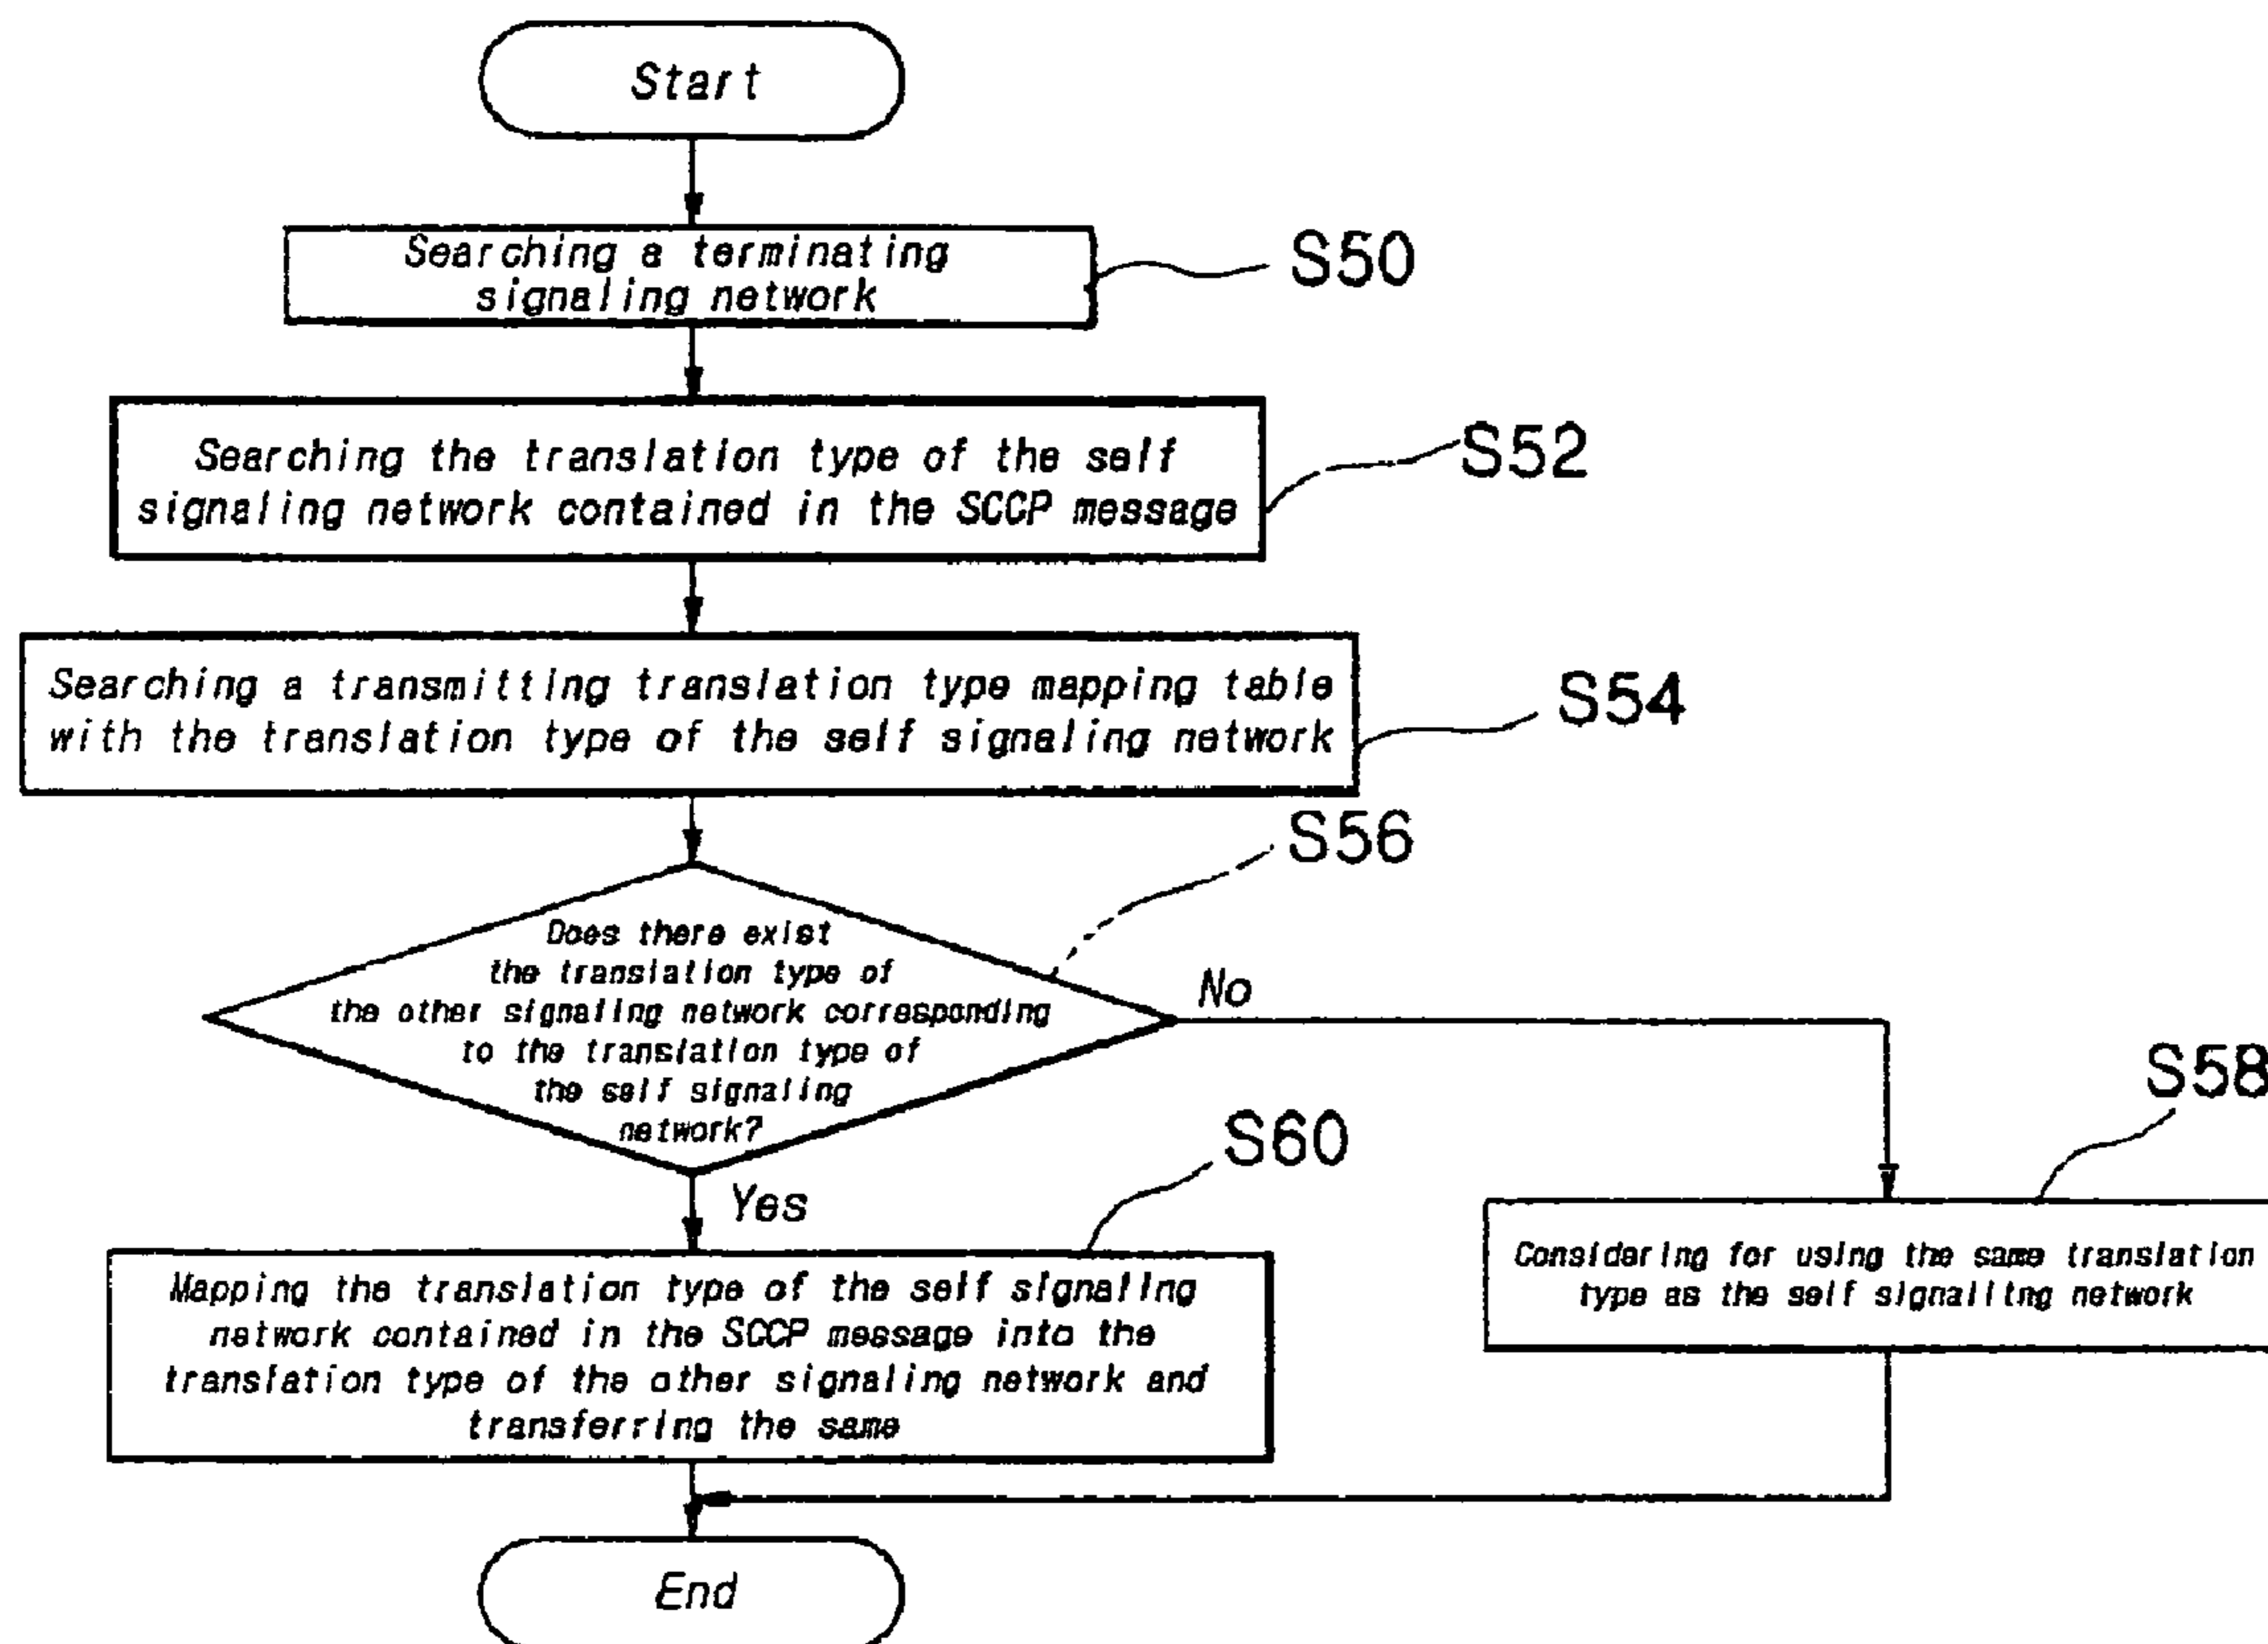 Start
Searching a terminating
signaling network
S50
Searching the translation type of the self
signaling network contained in the SCCP message
S52
Searching a transmitting translation type mapping table
with the translation type of the self signaling network
S54
S56
Does there exist
the translation type of
the other signaling network corresponding
to the translation type of
the self signaling
network?
No
Yes
S58
Considering for using the same translation
type as the self signalling network
S60
Mapping the translation type of the self signaling
network contained in the SCCP message into the
translation type of the other signaling network and
transferring the same
End